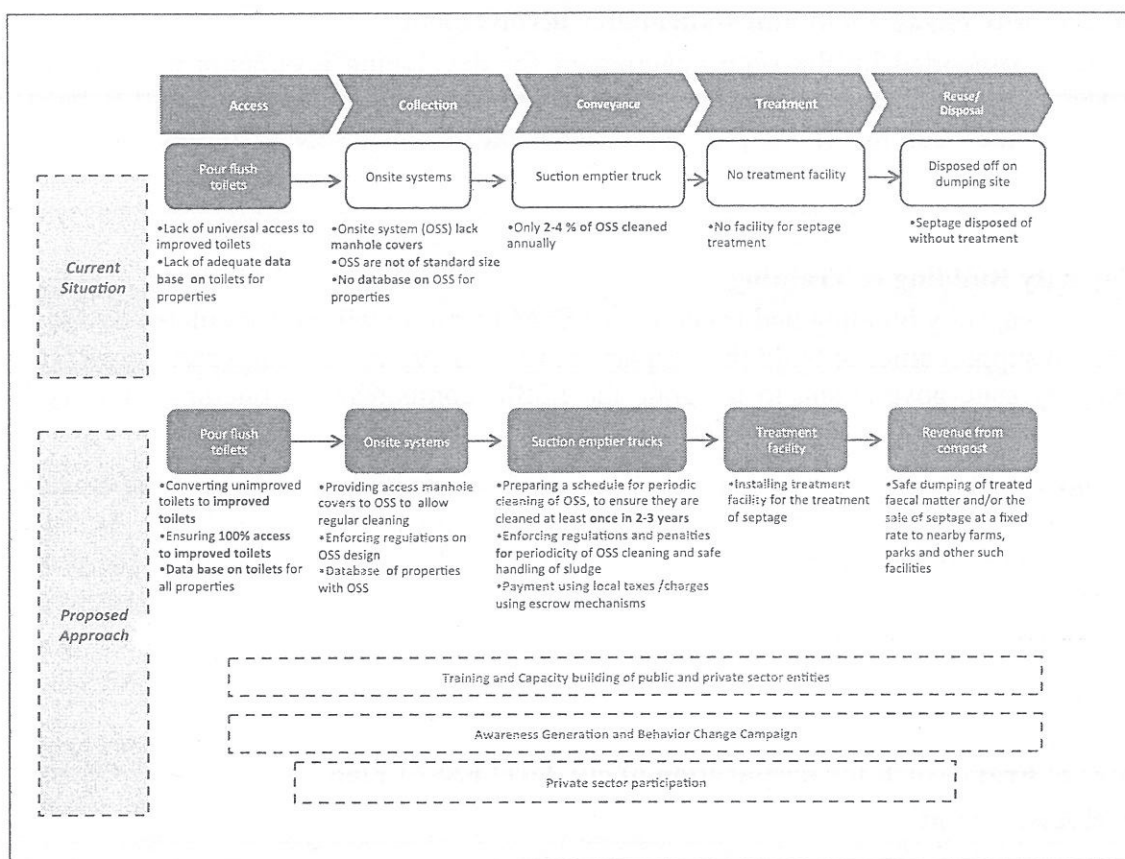 Access
Collection
Conveyance
Treatment
Reuse/
Disposal
Current
Situation
Pour flush
toilets
•Lack of universal access to
improved toilets
•Lack of adequate data
base on toilets for
properties
Onsite systems
•Onsite system (OSS) lack
manhole covers
•OSS are not of standard size
•No database on OSS for
properties
Suction emptier truck
•Only 2-4 % of OSS cleaned
annually
No treatment facility
•No facility for septage
treatment
Disposed off on
dumping site
•Septage disposed of
without treatment
Proposed
Approach
Pour flush
toilets
•Converting unimproved
toilets to improved
toilets
•Ensuring 100% access
to improved toilets
•Data base on toilets for
all properties
Onsite systems
•Providing access manhole
covers to OSS to allow
regular cleaning
•Enforcing regulations on
OSS design
•Database of properties
with OSS
Suction emptier trucks
•Preparing a schedule for periodic
cleaning of OSS, to ensure they are
cleaned at least once in 2-3 years
•Enforcing regulations and penalties
for periodicity of OSS cleaning and safe
handling of sludge
•Payment using local taxes /charges
using escrow mechanisms
Treatment
facility
•Installing treatment
facility for the treatment
of septage
Revenue from
compost
•Safe dumping of treated
faecal matter and/or the
sale of septage at a fixed
rate to nearby farms,
parks and other such
facilities
Training and Capacity building of public and private sector entities
Awareness Generation and Behavior Change Campaign
Private sector participation